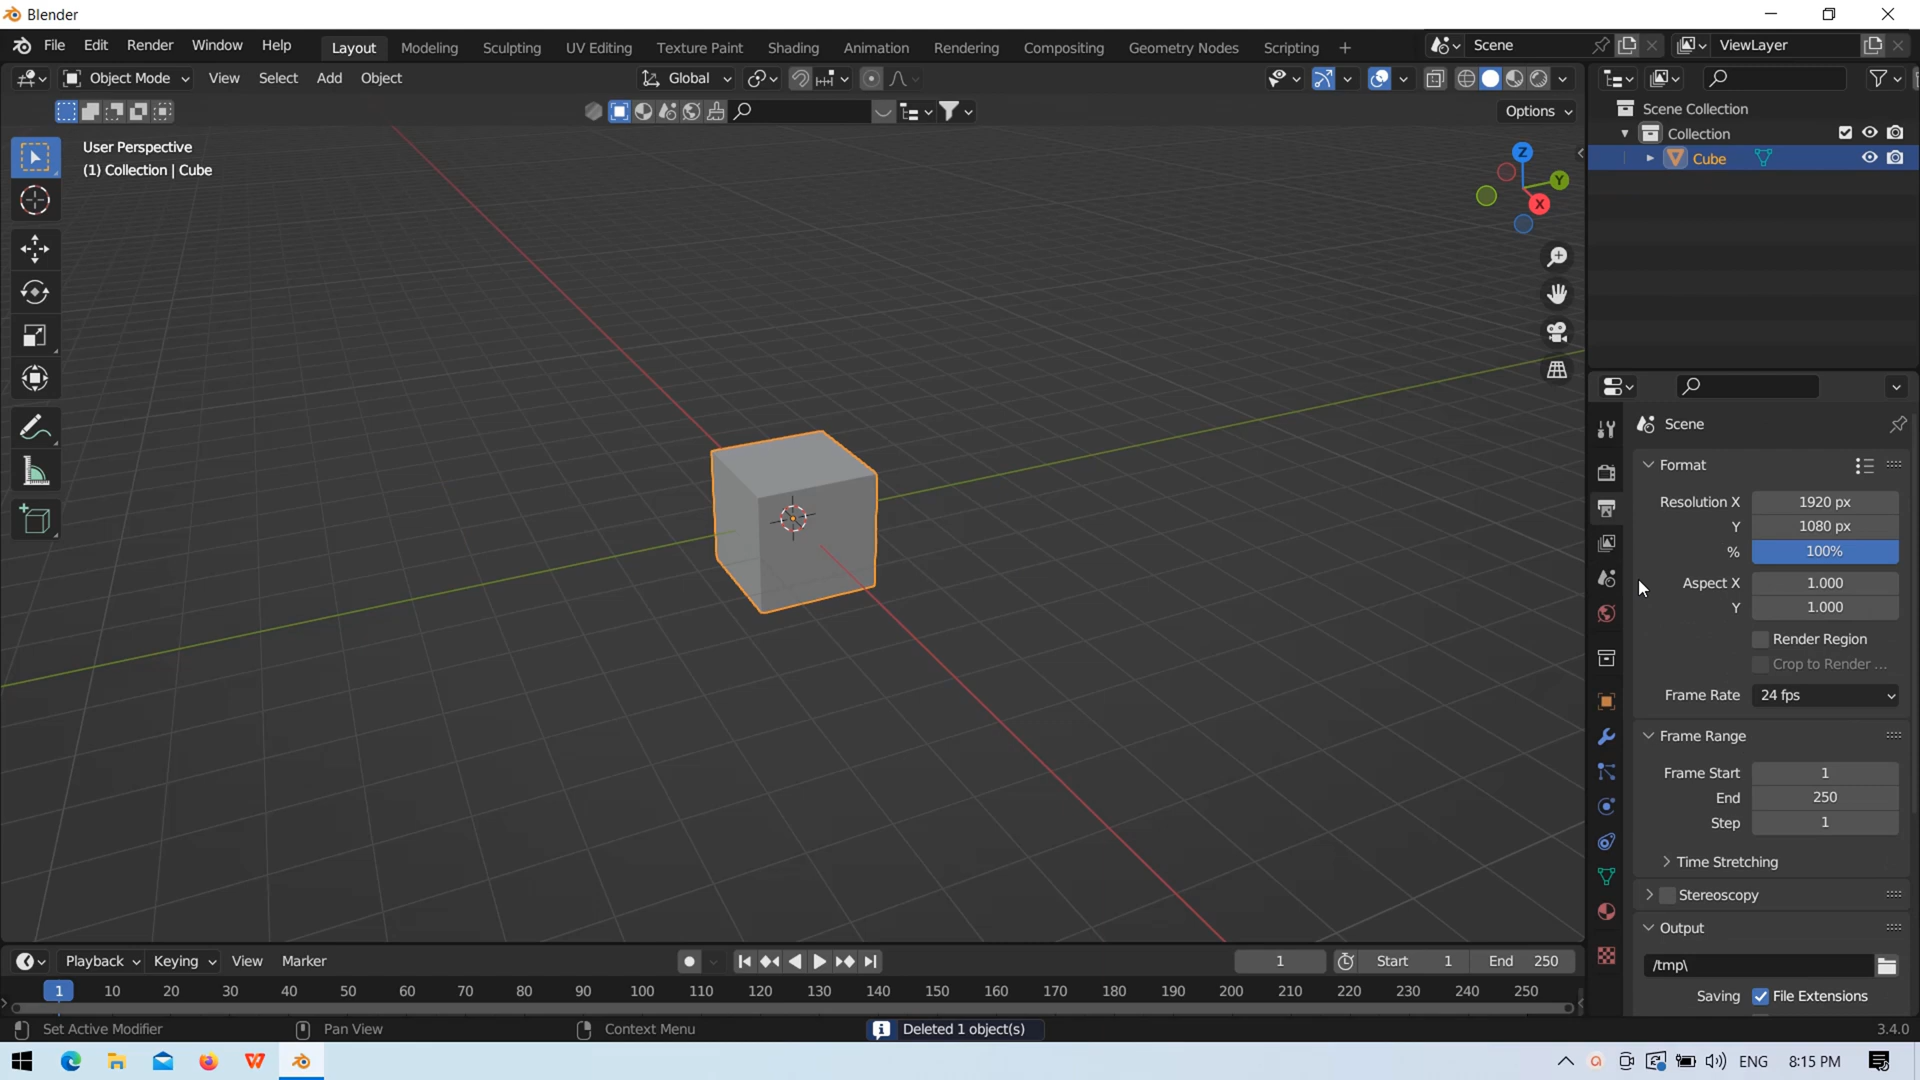 Blender
File Edit Render Window Help Layout Modeling Sculpting UV Editing Texture Paint Shading Animation Rendering Compositing Geometry Nodes Scripting + Scene ViewLayer
Object Mode View Select Add Object Global
Options
User Perspective
(1) Collection | Cube
Z
Y
X
Scene Collection
Collection
Cube
Scene
Format
Resolution X 1920 px
Y 1080 px
% 100%
Aspect X 1.000
Y 1.000
Render Region
Crop to Render ...
Frame Rate 24 fps
Frame Range
Frame Start 1
End 250
Step 1
Time Stretching
Stereoscopy
Output
/tmp\
Saving File Extensions
Playback Keying View Marker 1 Start 1 End 250
1 10 20 30 40 50 60 70 80 90 100 110 120 130 140 150 160 170 180 190 200 210 220 230 240 250
Set Active Modifier Pan View Context Menu Deleted 1 object(s) 3.4.0
ENG 8:15 PM